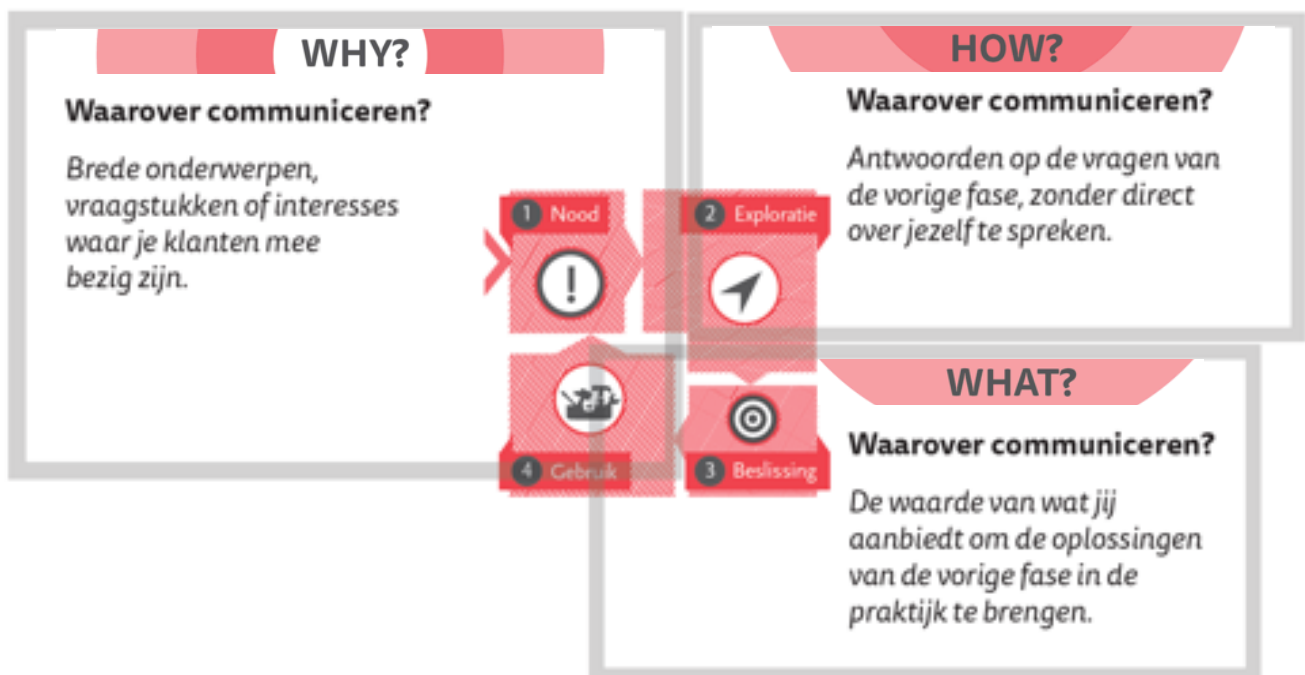 WHY?
Waarover communiceren?
Brede onderwerpen,
vraagstukken of interesses
waar je klanten mee
bezig zijn.
HOW?
Waarover communiceren?
Antwoorden op de vragen van
de vorige fase, zonder direct
over jezelf te spreken.
1 Nood
2 Exploratie
4 Gebruik
3 Beslissing
WHAT?
Waarover communiceren?
De waarde van wat jij
aanbiedt om de oplossingen
van de vorige fase in de
praktijk te brengen.